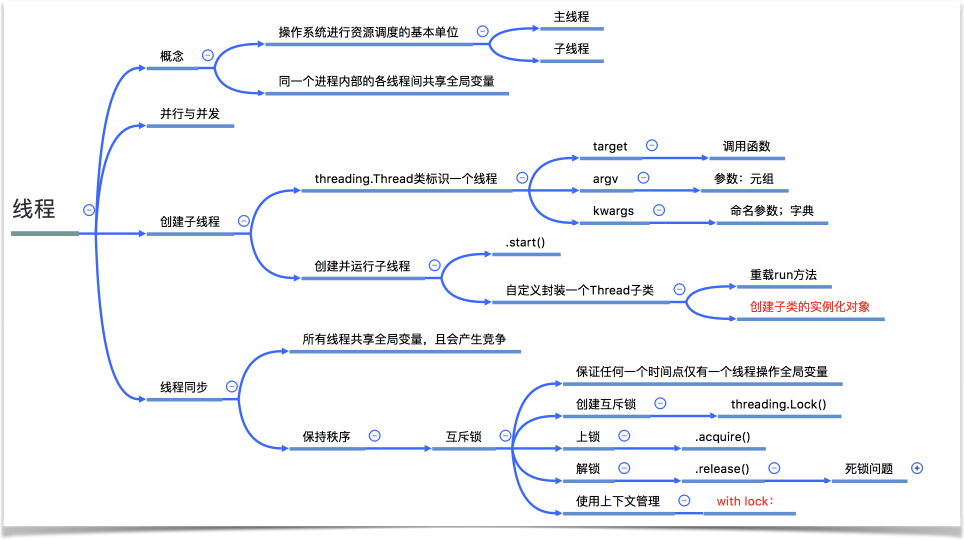 线程
概念
操作系统进行资源调度的基本单位
主线程
子线程
同一个进程内部的各线程间共享全局变量
并行与并发
创建子线程
threading.Thread类标识一个线程
target
调用函数
argv
参数：元组
kwargs
命名参数；字典
创建并运行子线程
.start()
自定义封装一个Thread子类
重载run方法
创建子类的实例化对象
线程同步
所有线程共享全局变量，且会产生竞争
保持秩序
互斥锁
保证任何一个时间点仅有一个线程操作全局变量
创建互斥锁
threading.Lock()
上锁
.acquire()
解锁
.release()
死锁问题
使用上下文管理
with lock：